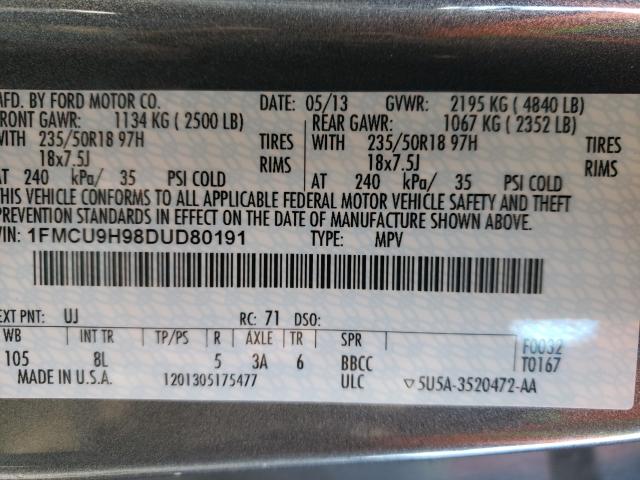 MFD. BY FORD MOTOR CO. DATE: 05/13 GVWR: 2195 KG ( 4840 LB)
FRONT GAWR: 1134 KG ( 2500 LB) REAR GAWR: 1067 KG ( 2352 LB)
WITH 235/50R18 97H TIRES WITH 235/50R18 97H TIRES
18x7.5J RIMS 18x7.5J RIMS
AT 240 kPa/ 35 PSI COLD AT 240 kPa/ 35 PSI COLD
THIS VEHICLE CONFORMS TO ALL APPLICABLE FEDERAL MOTOR VEHICLE SAFETY AND THEFT
PREVENTION STANDARDS IN EFFECT ON THE DATE OF MANUFACTURE SHOWN ABOVE.
VIN: 1FMCU9H98DUD80191 TYPE: MPV
EXT PNT: UJ RC: 71 DSO:
WB INT TR TP/PS R AXLE TR SPR F0032
105 8L 5 3A 6 BBCC T0167
MADE IN U.S.A. 1201305175477 ULC ▽5U5A-3520472-AA